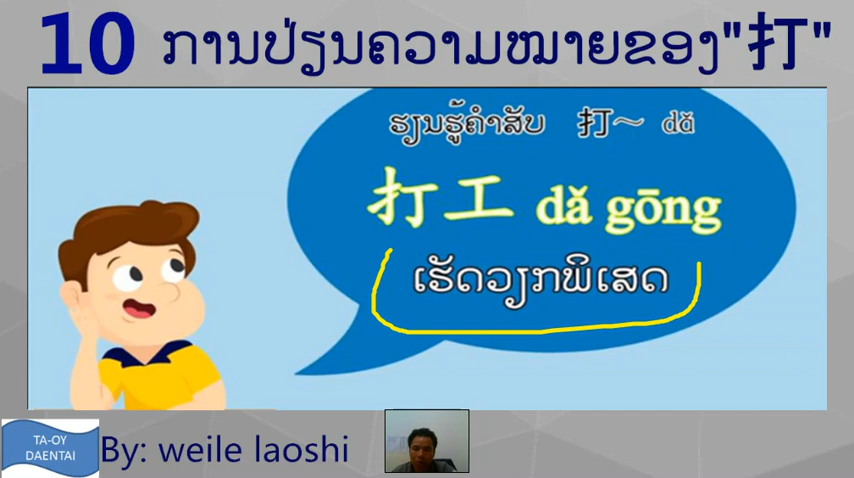 10 ການປ່ຽນຄວາມໝາຍຂອງ"打"
ຮຽນຮູ້ຄຳສັບ 打～ dǎ
打工 dǎ gōng
ເຮັດວຽກພິເສດ
TA-OY
DAENTAI
By: weile laoshi